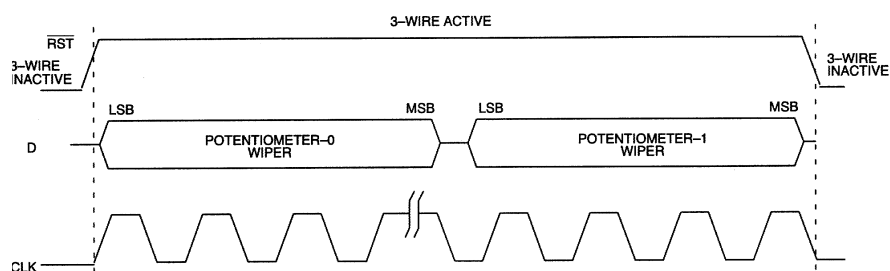 3–WIRE ACTIVE
RST
3–WIRE
INACTIVE
3–WIRE
INACTIVE
LSB
MSB
LSB
MSB
D
POTENTIOMETER–0
WIPER
POTENTIOMETER–1
WIPER
CLK